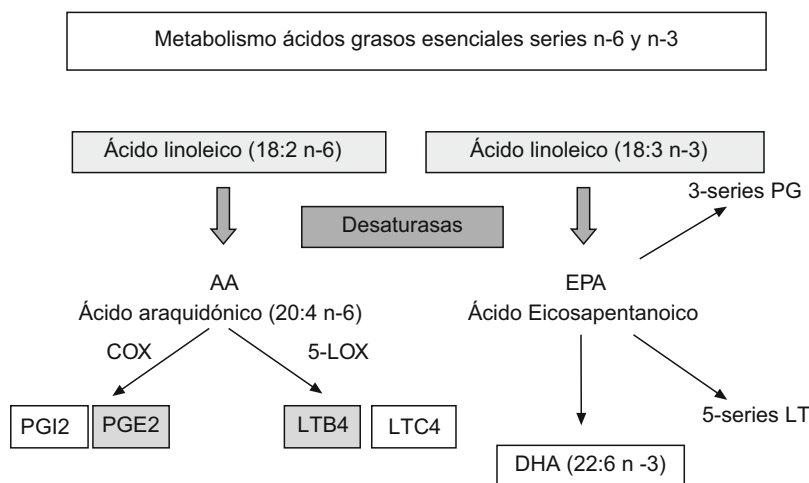 Metabolismo ácidos grasos esenciales series n-6 y n-3
Ácido linoleico (18:2 n-6)
Ácido linoleico (18:3 n-3)
3-series PG
Desaturasas
AA
Ácido araquidónico (20:4 n-6)
EPA
Ácido Eicosapentanoico
COX
5-LOX
PGI2
PGE2
LTB4
LTC4
5-series LT
DHA (22:6 n -3)